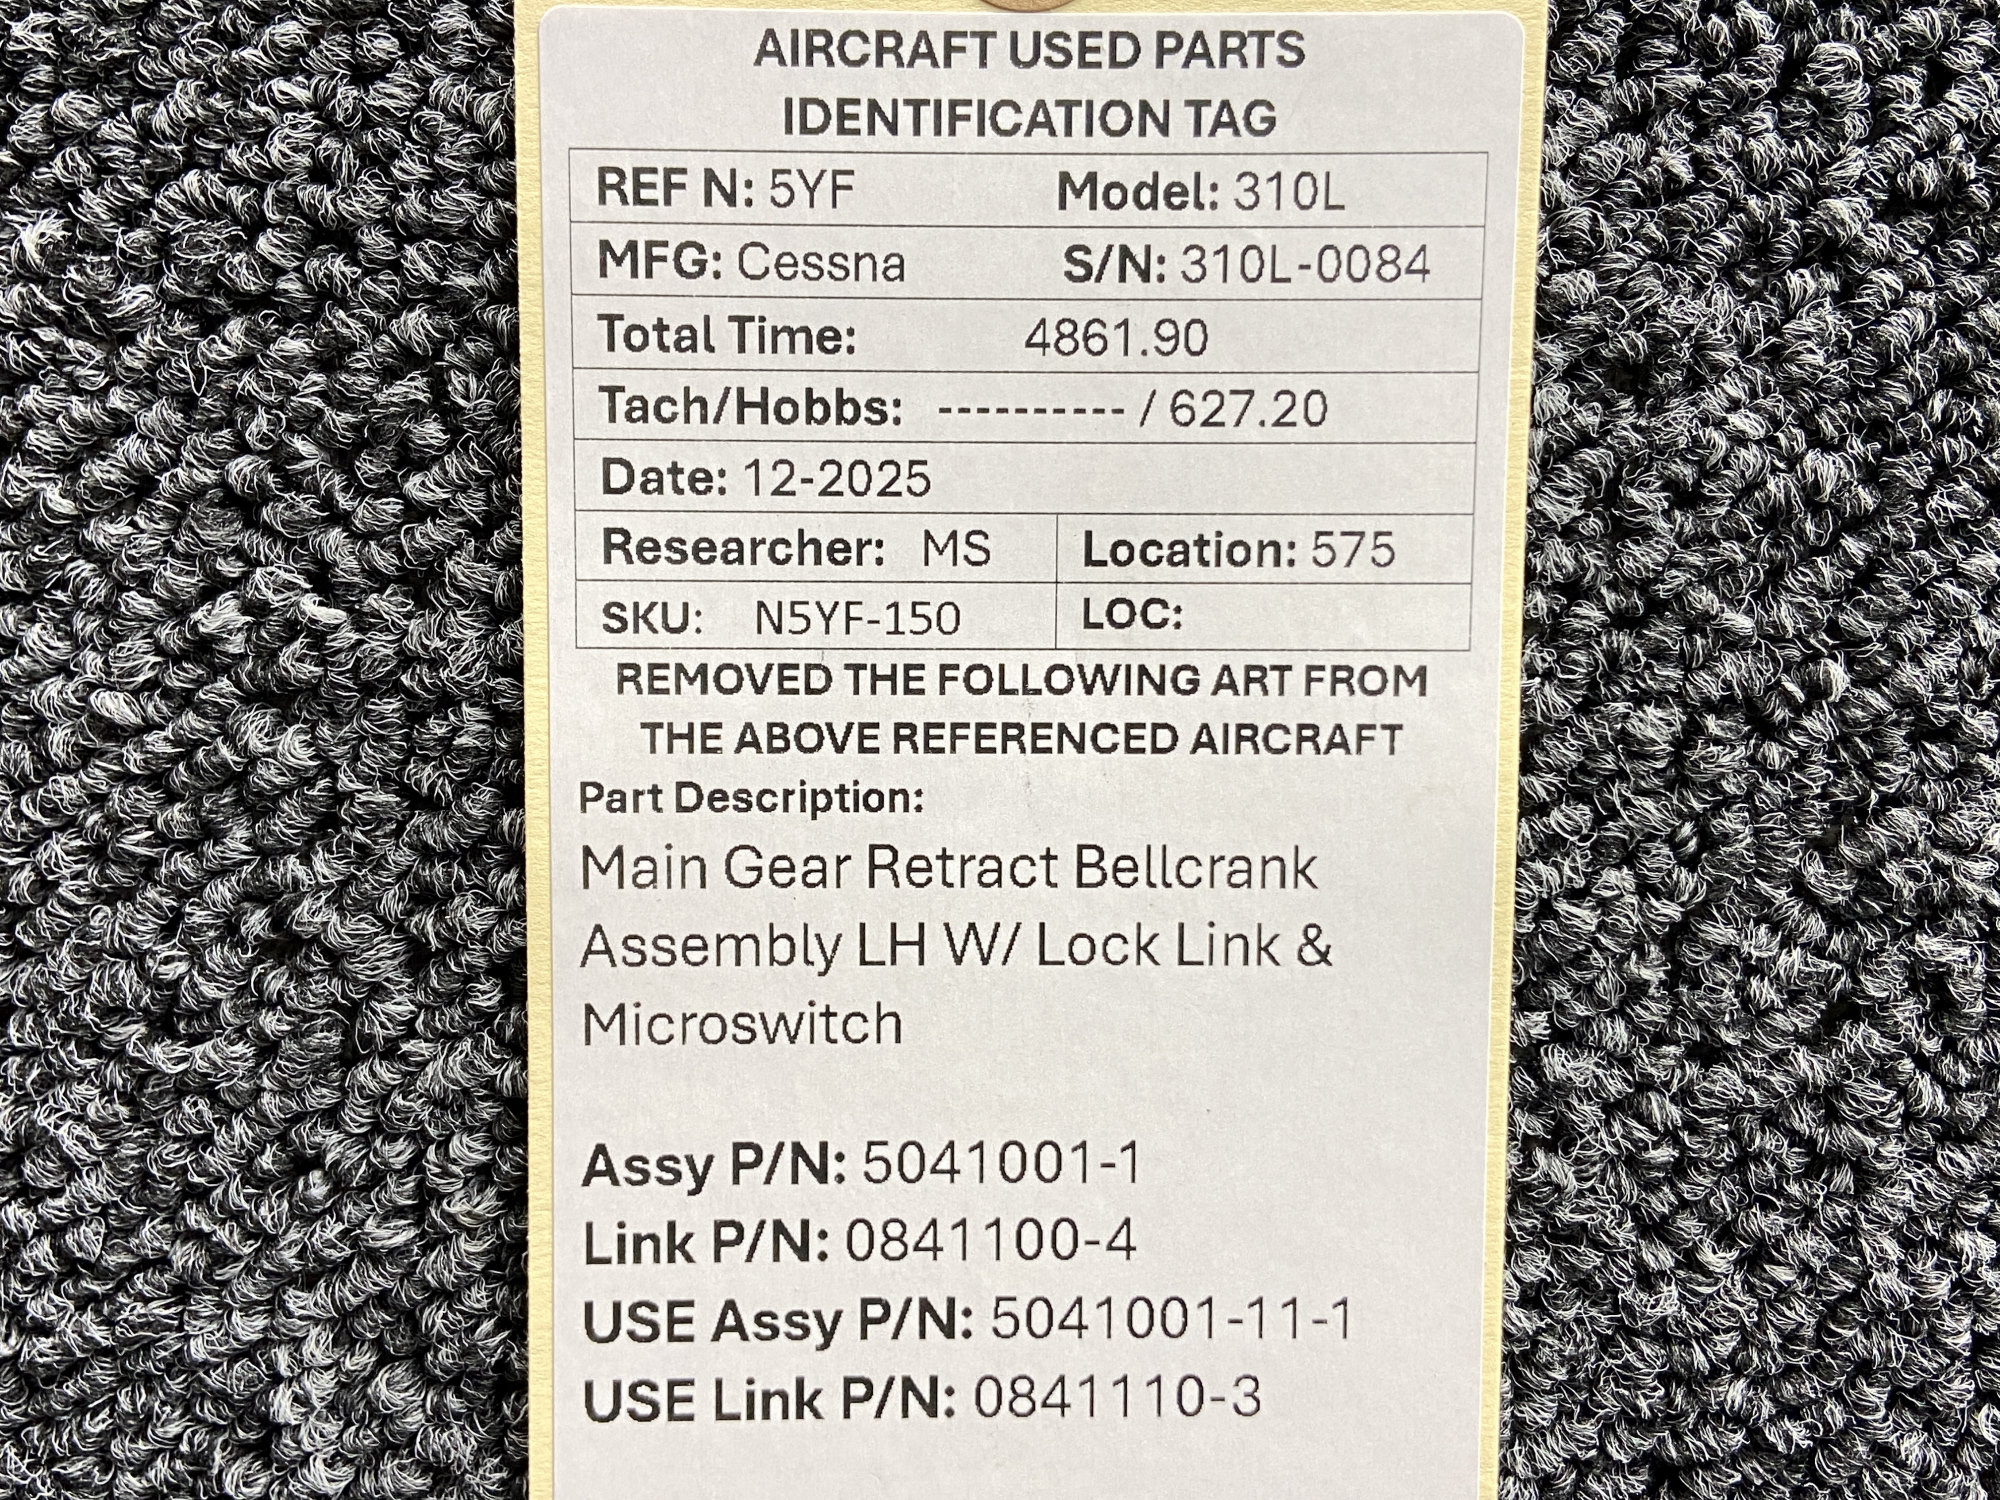 AIRCRAFT USED PARTS
IDENTIFICATION TAG
REF N: 5YF Model: 310L
MFG: Cessna S/N: 310L-0084
Total Time: 4861.90
Tach/Hobbs: ---------- / 627.20
Date: 12-2025
Researcher: MS Location: 575
SKU: N5YF-150 LOC:
REMOVED THE FOLLOWING ART FROM
THE ABOVE REFERENCED AIRCRAFT
Part Description:
Main Gear Retract Bellcrank
Assembly LH W/ Lock Link &
Microswitch
Assy P/N: 5041001-1
Link P/N: 0841100-4
USE Assy P/N: 5041001-11-1
USE Link P/N: 0841110-3